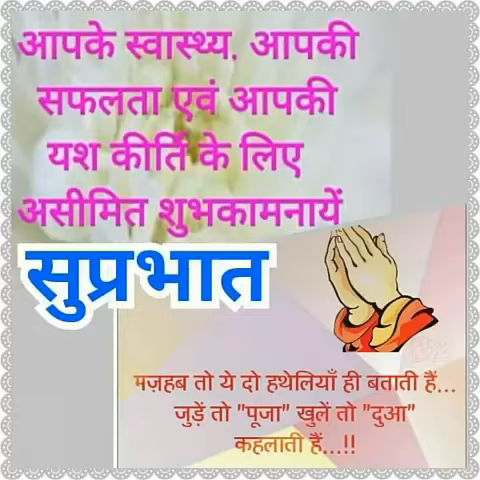 आपके स्वास्थ्य, आपकी
सफलता एवं आपकी
यश कीर्ति के लिए
असीमित शुभकामनायें
सुप्रभात
मज़हब तो ये दो हथेलियाँ ही बताती हैं...
जुड़ें तो "पूजा" खुलें तो "दुआ"
कहलाती हैं...!!